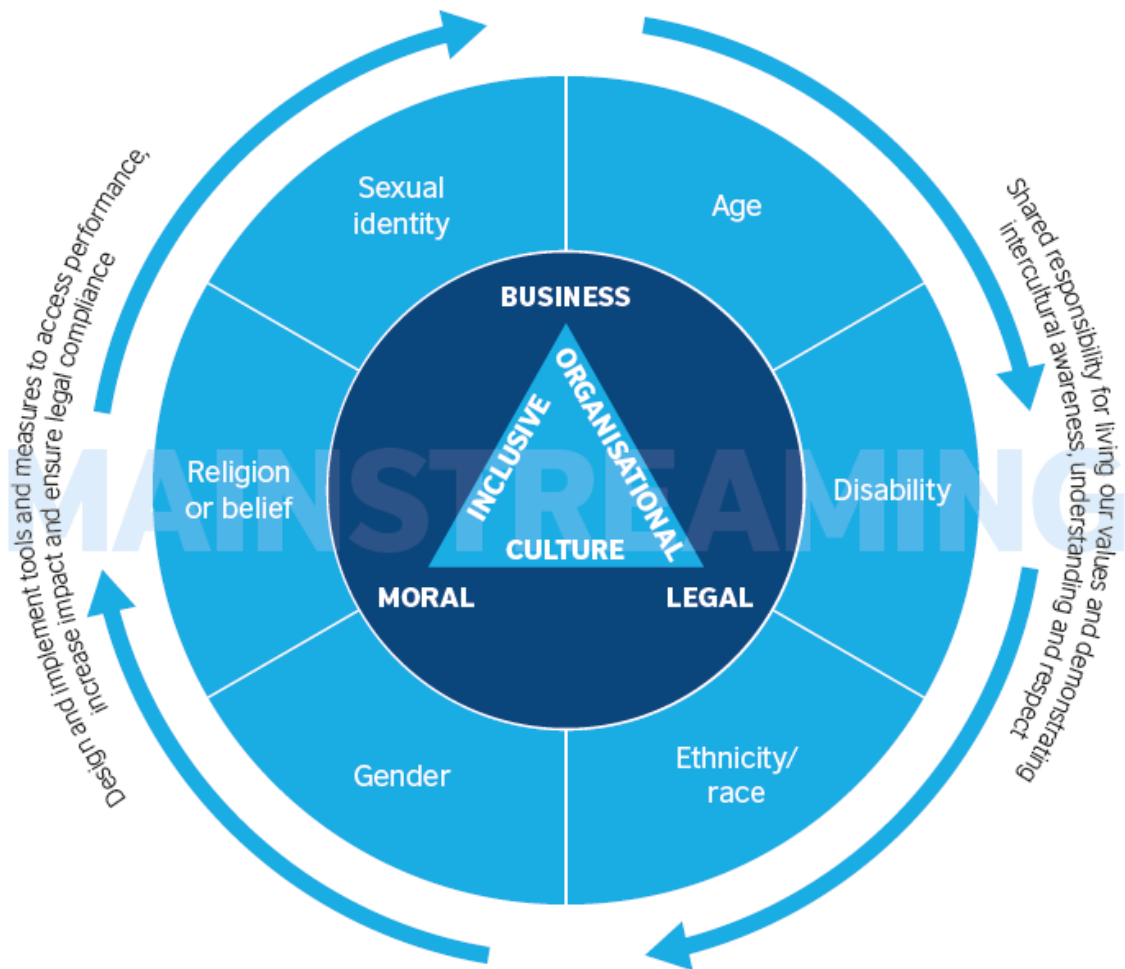 Design and implement tools and measures to access performance,
increase impact and ensure legal compliance
Shared responsibility for living our values and demonstrating
intercultural awareness, understanding and respect
Sexual
identity
Age
Religion
or belief
Disability
Gender
Ethnicity/
race
BUSINESS
INCLUSIVE
ORGANISATIONAL
CULTURE
MORAL
LEGAL
MAINSTREAMING